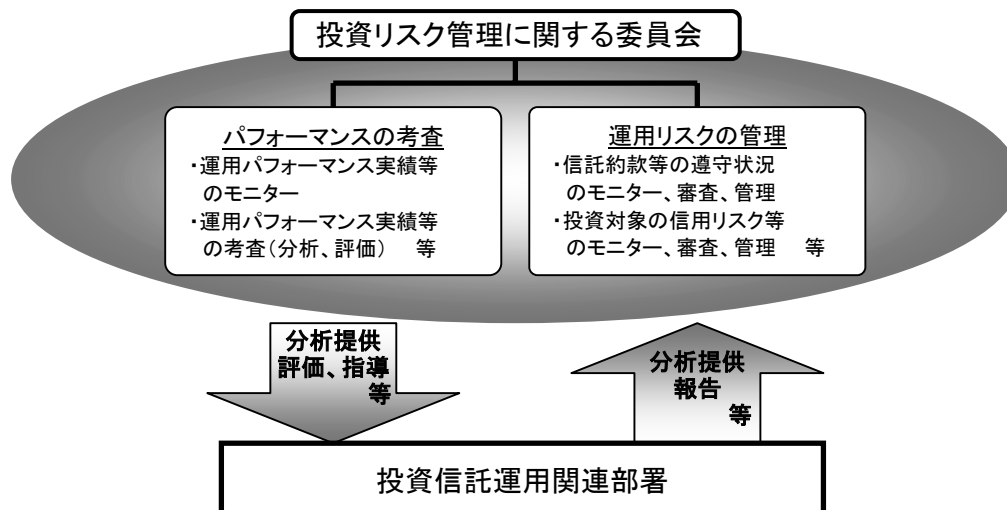 投資リスク管理に関する委員会
パフォーマンスの考査
・運用パフォーマンス実績等
のモニター
・運用パフォーマンス実績等
の考査(分析、評価) 等
運用リスクの管理
・信託約款等の遵守状況
のモニター、審査、管理
・投資対象の信用リスク等
のモニター、審査、管理 等
分析提供
評価、指導
等
分析提供
報告
等
投資信託運用関連部署